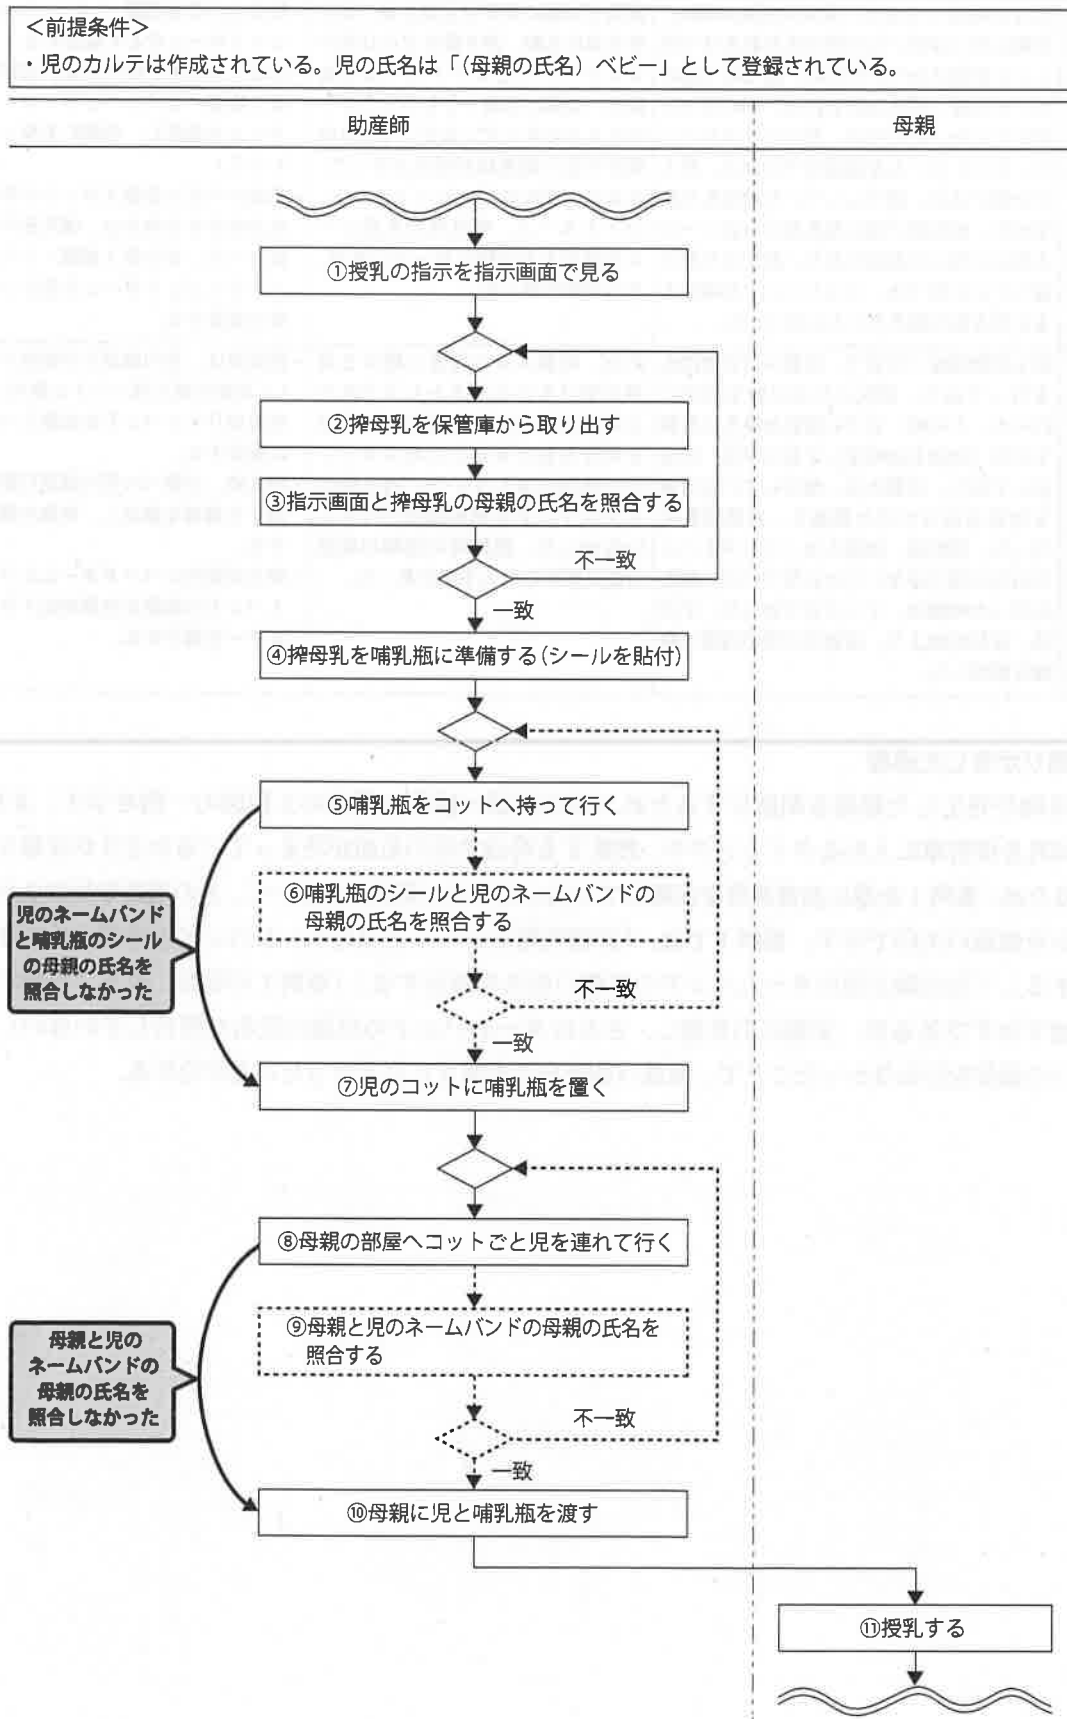 <前提条件>
・児のカルテは作成されている。児の氏名は「(母親の氏名)ベビー」として登録されている。
助産師
母親
①授乳の指示を指示画面で見る
②搾母乳を保管庫から取り出す
③指示画面と搾母乳の母親の氏名を照合する
不一致
一致
④搾母乳を哺乳瓶に準備する(シールを貼付)
⑤哺乳瓶をコットへ持って行く
⑥哺乳瓶のシールと児のネームバンドの
母親の氏名を照合する
児のネームバンド
と哺乳瓶のシール
の母親の氏名を
照合しなかった
不一致
一致
⑦児のコットに哺乳瓶を置く
⑧母親の部屋へコットごと児を連れて行く
⑨母親と児のネームバンドの母親の氏名を
照合する
母親と児の
ネームバンドの
母親の氏名を
照合しなかった
不一致
一致
⑩母親に児と哺乳瓶を渡す
⑪授乳する